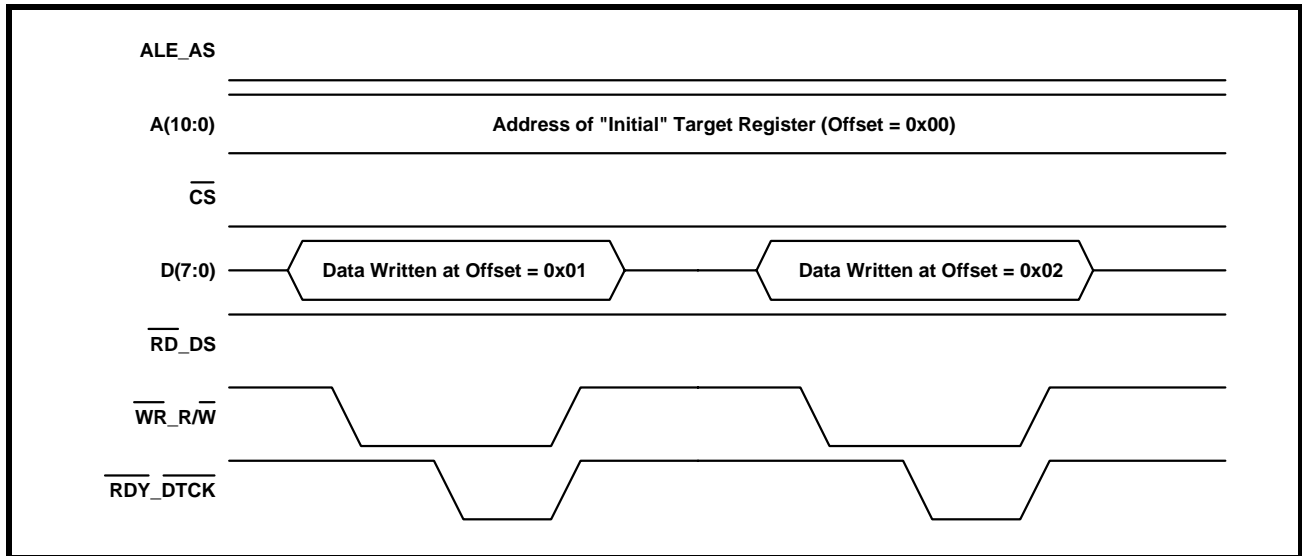 ALE_AS
A(10:0) Address of "Initial" Target Register (Offset = 0x00)
CS
D(7:0) Data Written at Offset = 0x01 Data Written at Offset = 0x02
RD_DS
WR_R/W
RDY_DTCK